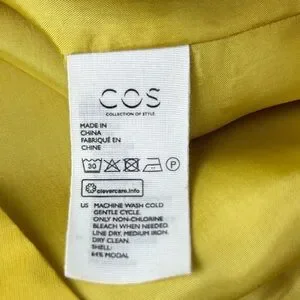 COS
COLLECTION OF STYLE
MADE IN
CHINA
FABRIQUÉ EN
CHINE
30 P
clevercare.info
US MACHINE WASH COLD
GENTLE CYCLE.
ONLY NON-CHLORINE
BLEACH WHEN NEEDED.
LINE DRY. MEDIUM IRON.
DRY CLEAN.
SHELL:
64% MODAL